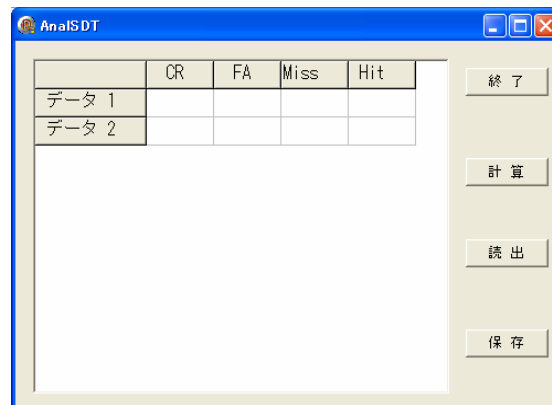 AnalSDT
CR FA Miss Hit
データ 1
データ 2
終 了
計 算
読 出
保 存